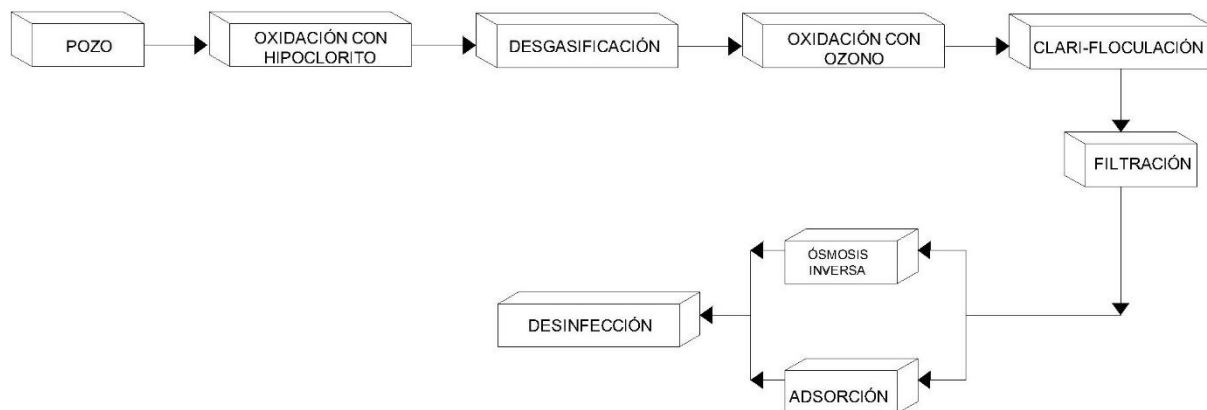 POZO
OXIDACIÓN CON
HIPOCLORITO
DESGASIFICACIÓN
OXIDACIÓN CON
OZONO
CLARI-FLOCULACIÓN
FILTRACIÓN
ÓSMOSIS
INVERSA
DESINFECCIÓN
ADSORCIÓN